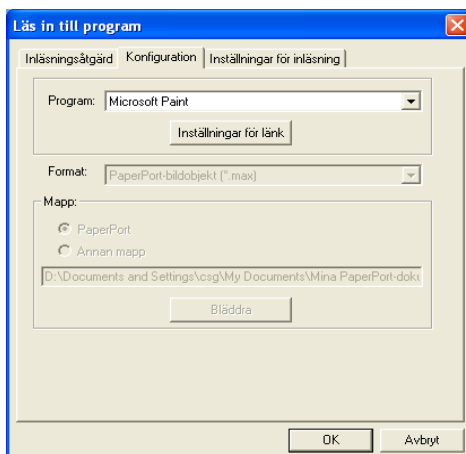 Läs in till program
Inläsningsåtgärd Konfiguration Inställningar för inläsning
Program: Microsoft Paint
Inställningar för länk
Format: PaperPort-bildobjekt (*.max)
Mapp:
PaperPort
Annan mapp
D:\Documents and Settings\csg\My Documents\Mina PaperPort-doku
Bläddra
OK Avbryt